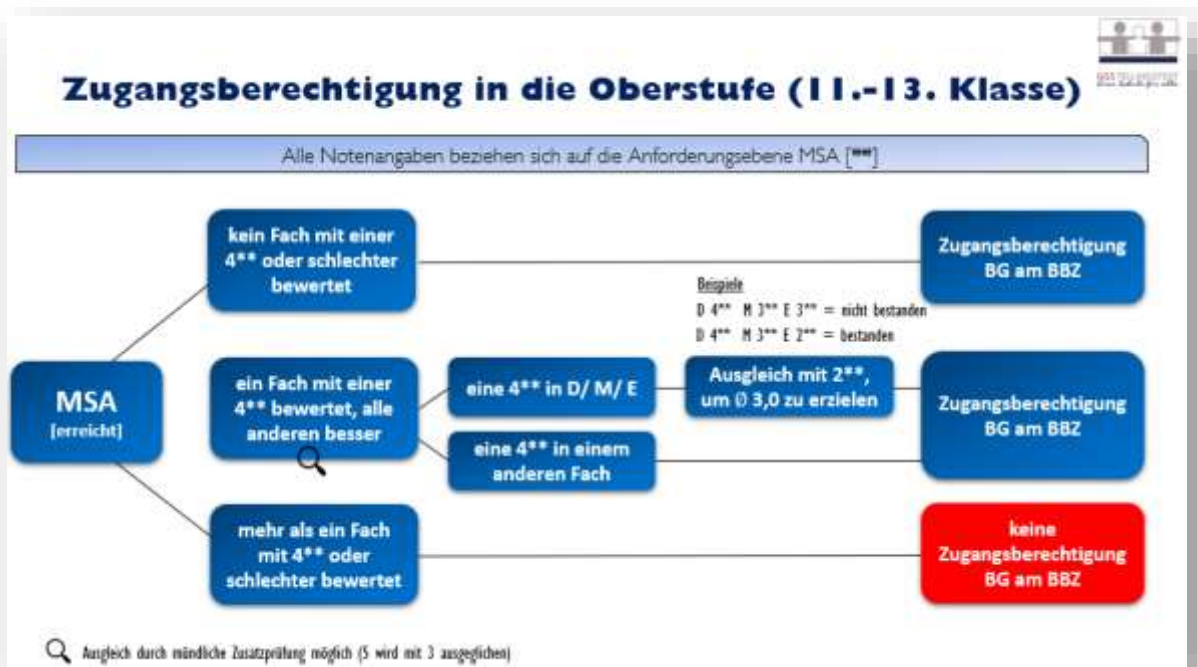 Zugangsberechtigung in die Oberstufe (11.-13. Klasse)
Alle Notenangaben beziehen sich auf die Anforderungsebene MSA [**]
kein Fach mit einer
4** oder schlechter
bewertet
Zugangsberechtigung
BG am BBZ
Beispiele
D 4** M 3** E 3** = nicht bestanden
D 4** M 3** E 2** = bestanden
MSA
[erreicht]
ein Fach mit einer
4** bewertet, alle
anderen besser
eine 4** in D/ M/ E
Ausgleich mit 2**,
um Ø 3,0 zu erzielen
eine 4** in einem
anderen Fach
Zugangsberechtigung
BG am BBZ
mehr als ein Fach
mit 4** oder
schlechter bewertet
keine
Zugangsberechtigung
BG am BBZ
Ausgleich durch mündliche Zusatzprüfung möglich (5 wird mit 3 ausgeglichen)